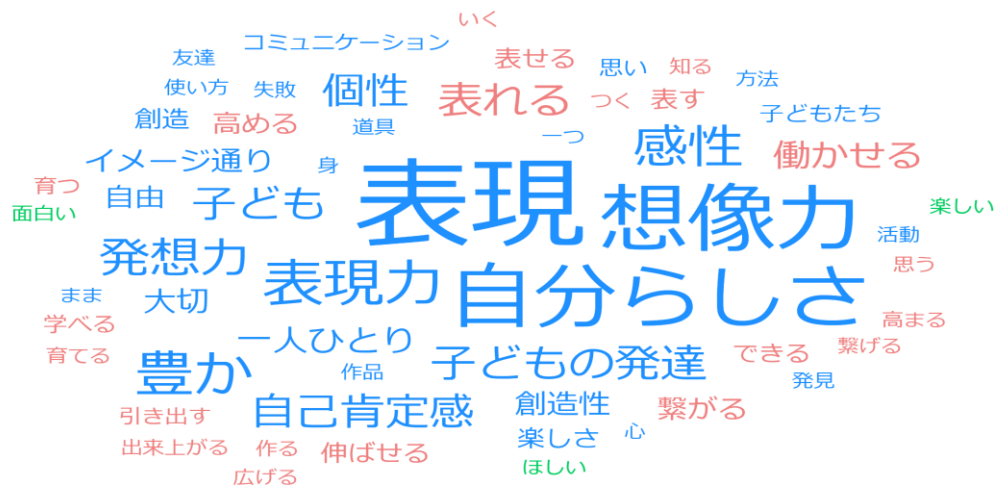 いく
コミュニケーション
友達
表せる
思い
知る
方法
使い方
失敗
個性
表れる
つく
表す
子どもたち
創造
高める
道具
一つ
感性
働かせる
イメージ通り
身
表現
想像力
育つ
自由
子ども
面白い
楽しい
発想力
表現力
自分らしさ
活動
思う
まま
大切
学べる
一人ひとり
高まる
育てる
豊か
作品
子どもの発達
できる
繋げる
発見
引き出す
自己肯定感
創造性
繋がる
出来上がる
作る
伸ばせる
楽しさ
心
広げる
ほしい